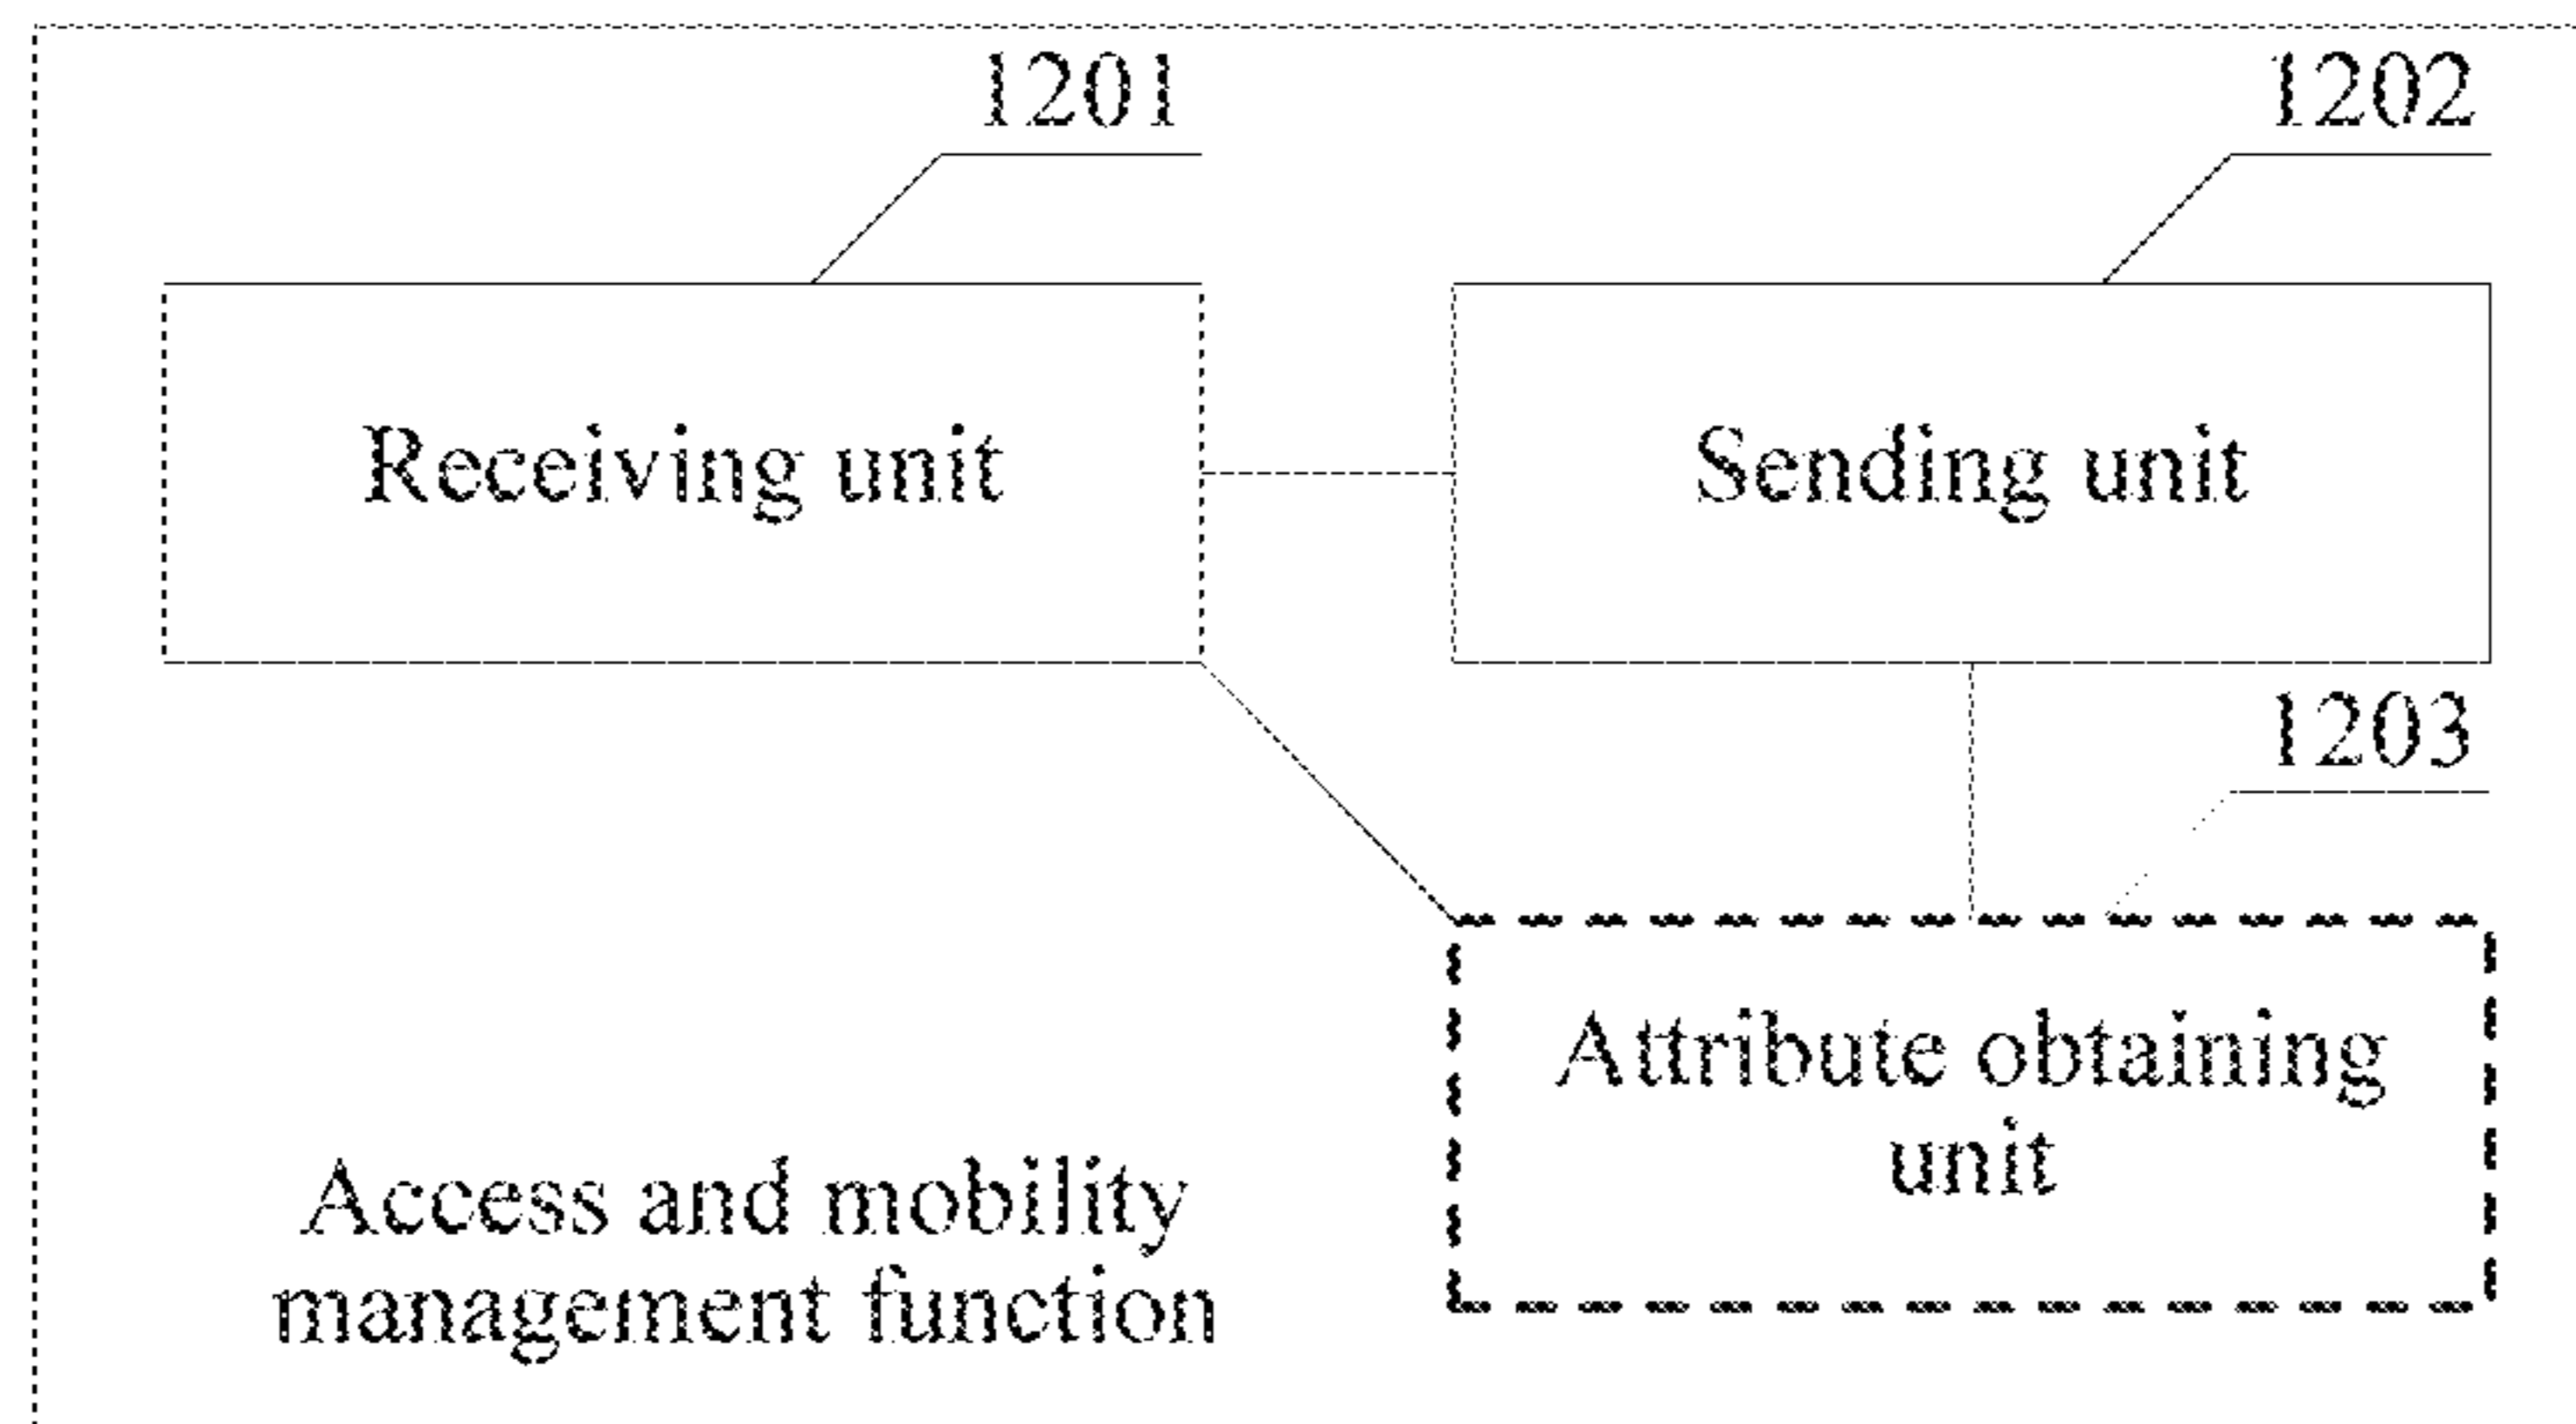 1201
1202
Receiving unit
Sending unit
1203
Attribute obtaining
unit
Access and mobility
management function